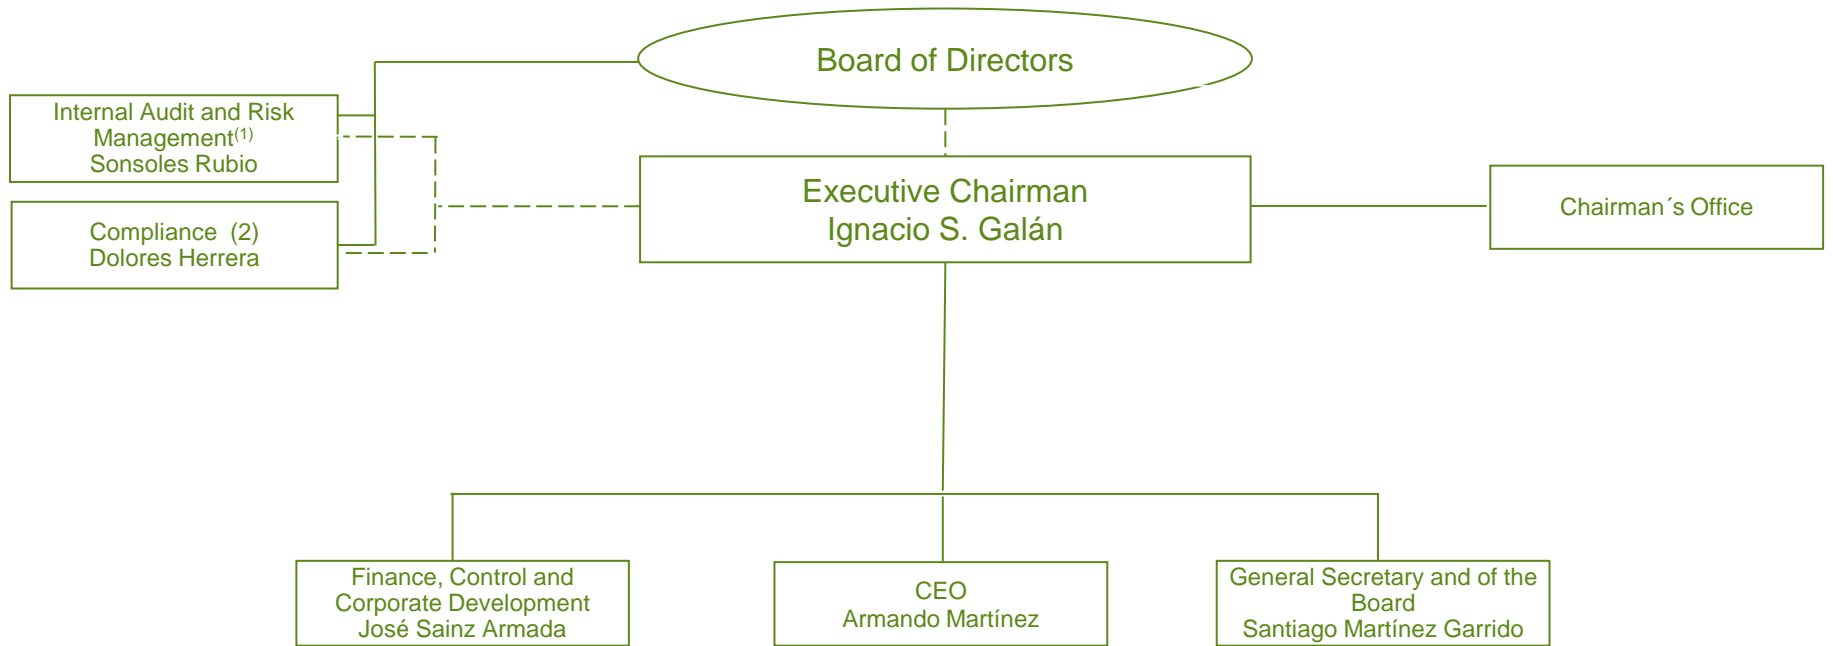 Board of Directors
Internal Audit and Risk
Management(1)
Sonsoles Rubio
Compliance (2)
Dolores Herrera
Executive Chairman
Ignacio S. Galán
Chairman´s Office
Finance, Control and
Corporate Development
José Sainz Armada
CEO
Armando Martínez
General Secretary and of the
Board
Santiago Martínez Garrido